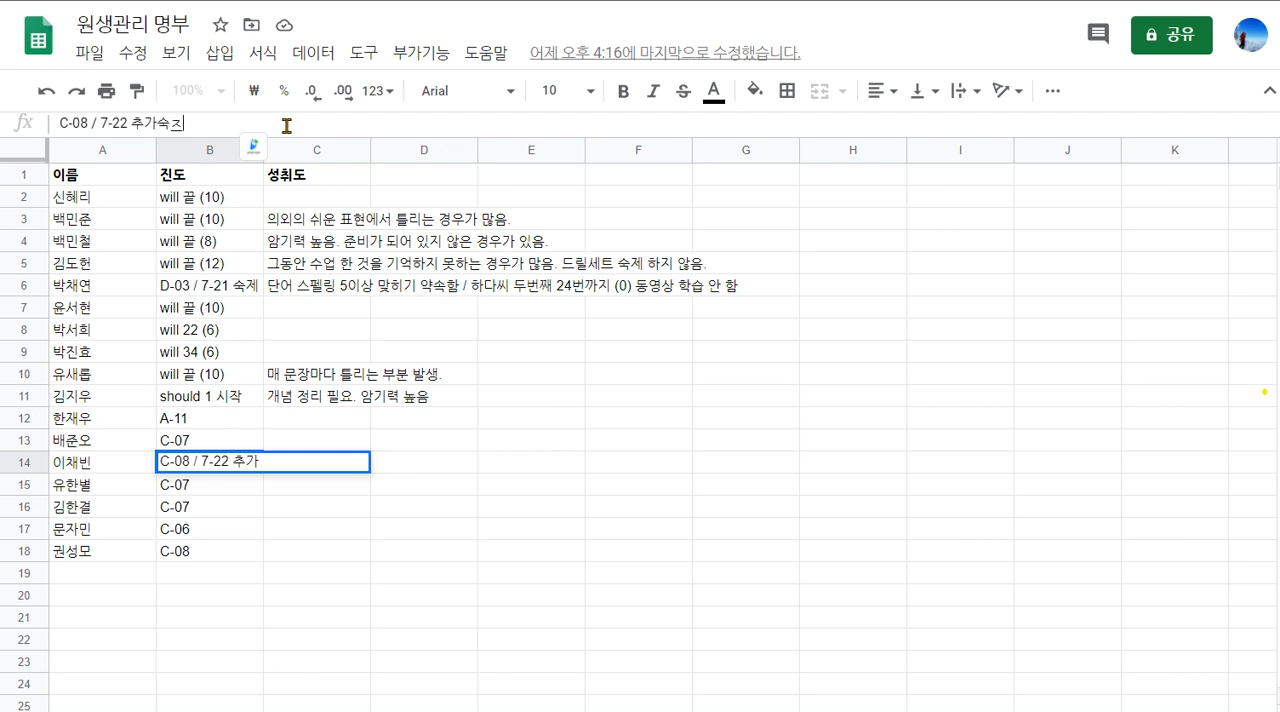 원생관리 명부
파일 수정 보기 삽입 서식 데이터 도구 부가기능 도움말 어제 오후 4:16에 마지막으로 수정했습니다.
공유
100% ₩ % .0 .00 123 Arial 10 B I S A
fx C-08 / 7-22 추가숙ㅈ
A B C D E F G H I J K
1 이름 진도 성취도
2 신혜리 will 끝 (10)
3 백민준 will 끝 (10) 의외의 쉬운 표현에서 틀리는 경우가 많음.
4 백민철 will 끝 (8) 암기력 높음. 준비가 되어 있지 않은 경우가 있음.
5 김도헌 will 끝 (12) 그동안 수업 한 것을 기억하지 못하는 경우가 많음. 드릴세트 숙제 하지 않음.
6 박채연 D-03 / 7-21 숙제 단어 스펠링 5이상 맞히기 약속함 / 하다씨 두번째 24번까지 (0) 동영상 학습 안 함
7 윤서현 will 끝 (10)
8 박서희 will 22 (6)
9 박진효 will 34 (6)
10 유새롭 will 끝 (10) 매 문장마다 틀리는 부분 발생.
11 김지우 should 1 시작 개념 정리 필요. 암기력 높음
12 한재우 A-11
13 배준오 C-07
14 이채빈 C-08 / 7-22 추가
15 유한별 C-07
16 김한결 C-07
17 문자민 C-06
18 권성모 C-08
19
20
21
22
23
24
25